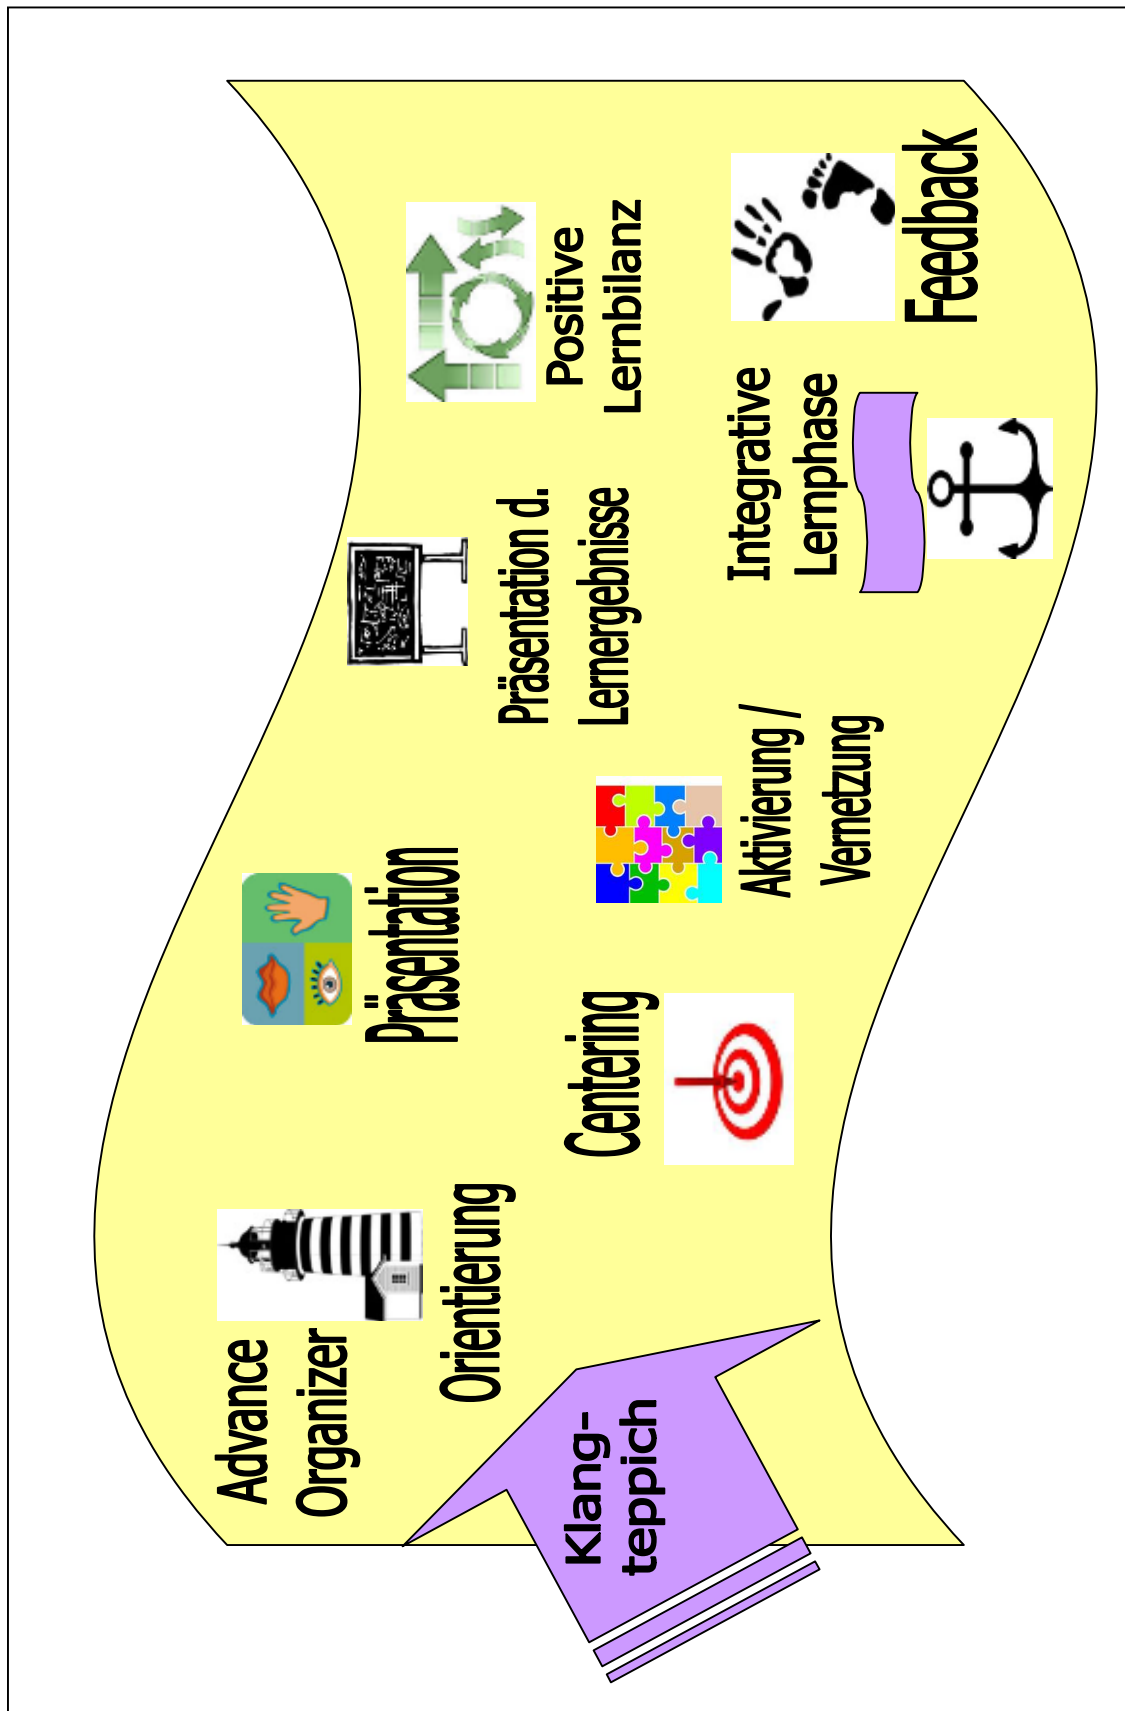 Klang-
teppich
Advance
Organizer
Orientierung
Centering
Präsentation
Aktivierung /
Vernetzung
Präsentation d.
Lernergebnisse
Integrative
Lernphase
Positive
Lernbilanz
Feedback